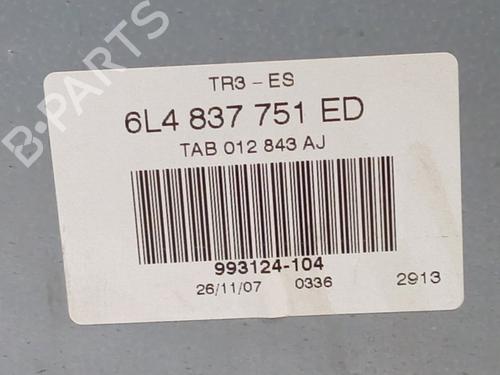 B-PARTS
TR3 - ES
6L4 837 751 ED
TAB 012 843 AJ
993124-104
26/11/07 0336 2913